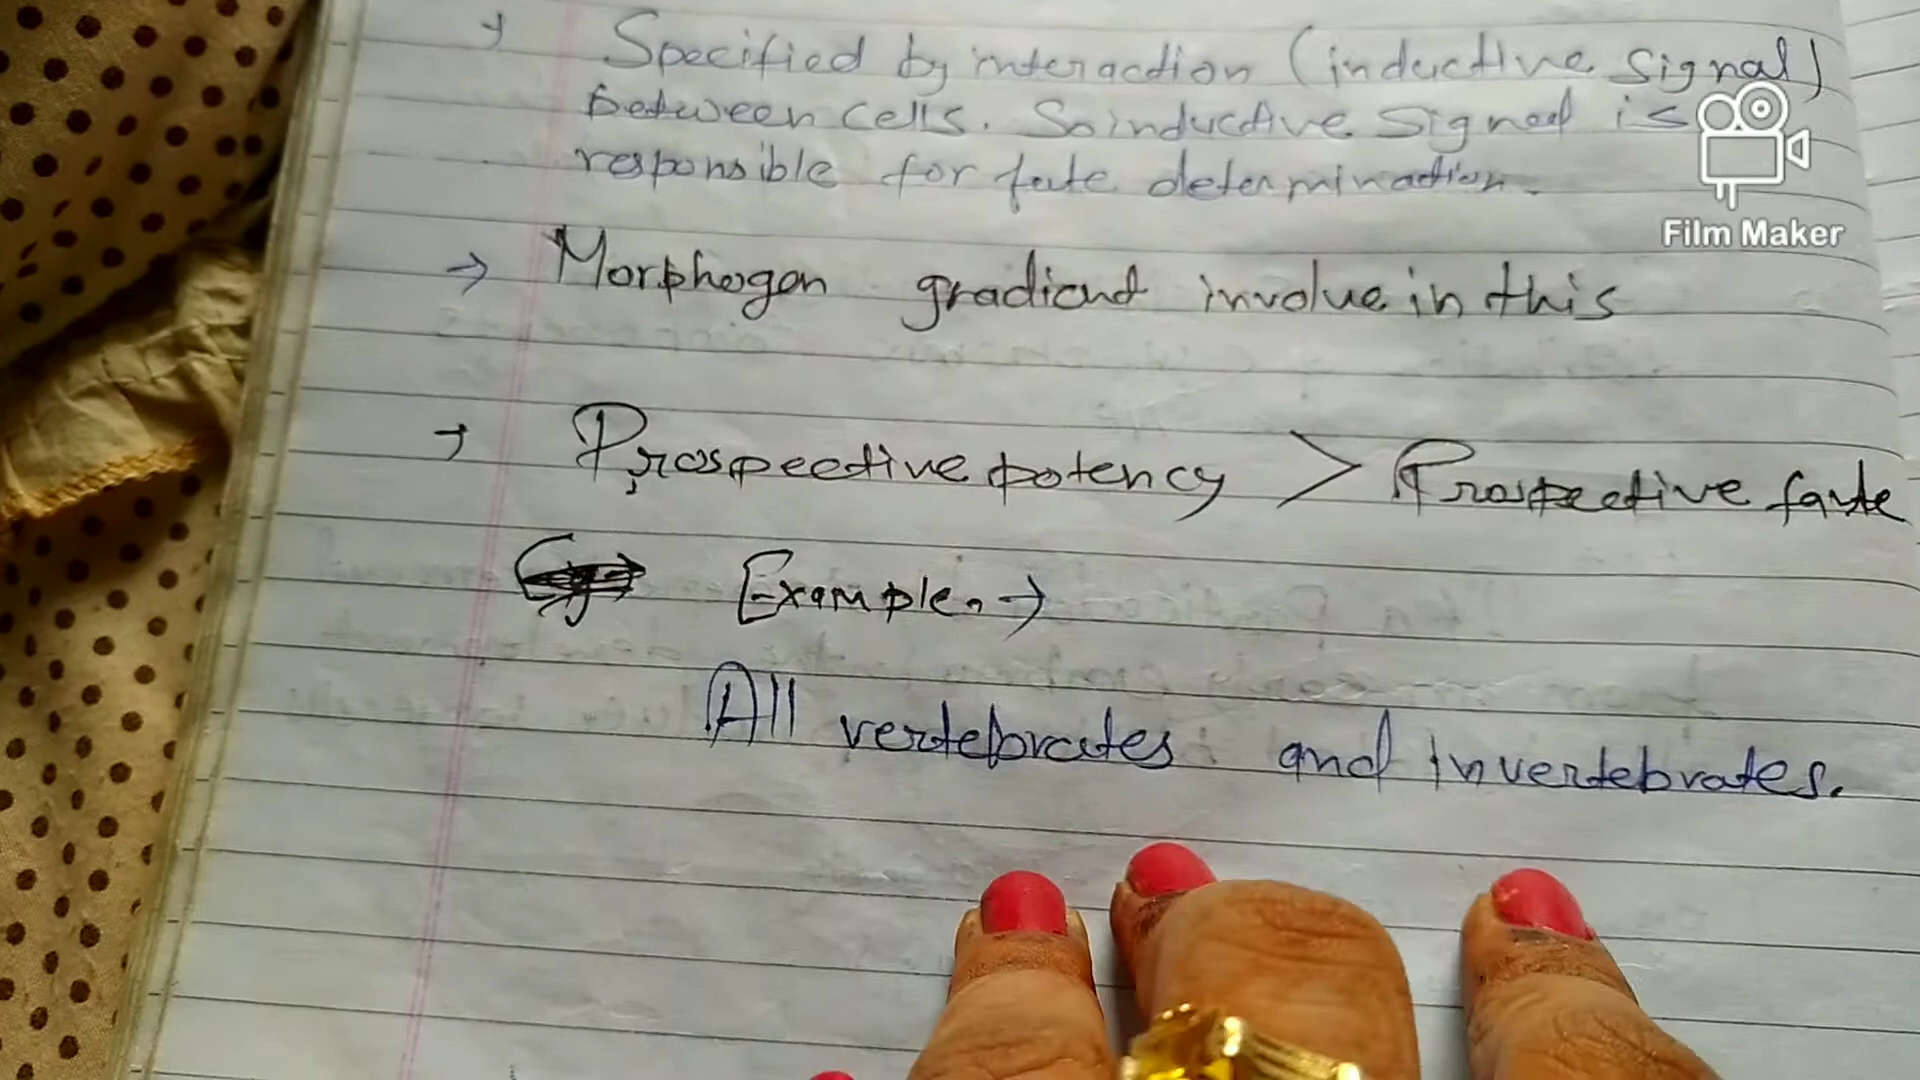 → Specified by interaction (inductive signal)
between cells. So inductive signal is
responsible for fate determination.
→ Morphogen gradient involve in this
→ Prospective potency > Prospective fate
Example. →
All vertebrates and invertebrates.
Film Maker